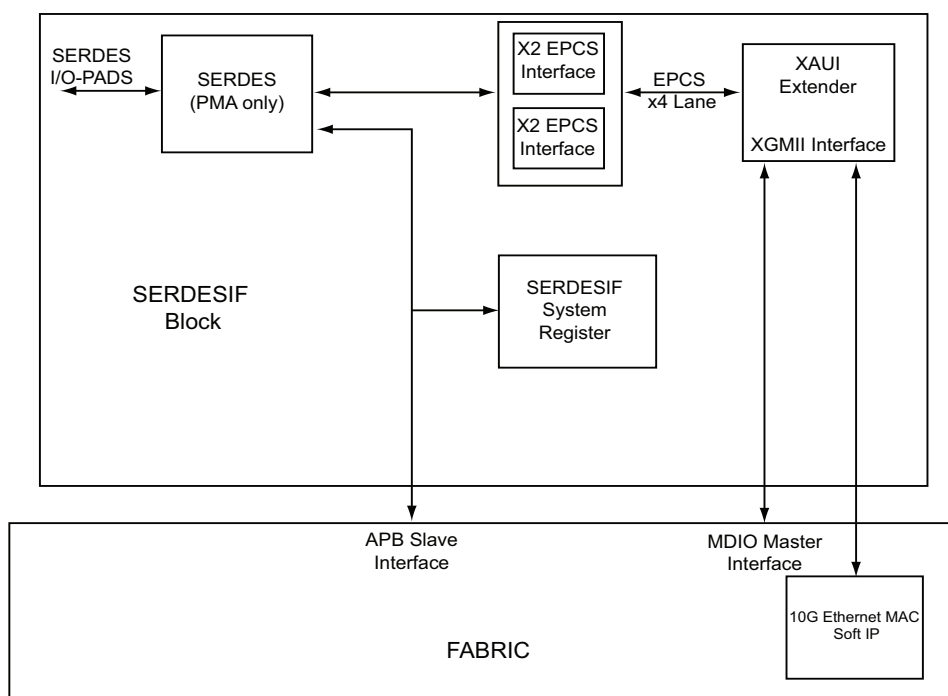 SERDES
I/O-PADS
SERDES
(PMA only)
X2 EPCS
Interface
X2 EPCS
Interface
EPCS
x4 Lane
XAUI
Extender
XGMII Interface
SERDESIF
Block
SERDESIF
System
Register
APB Slave
Interface
MDIO Master
Interface
10G Ethernet MAC
Soft IP
FABRIC